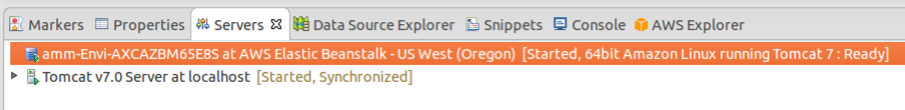 Markers Properties Servers Data Source Explorer Snippets Console AWS Explorer
amm-Envi-AXCAZBM65E8S at AWS Elastic Beanstalk - US West (Oregon) [Started, 64bit Amazon Linux running Tomcat 7 : Ready]
Tomcat v7.0 Server at localhost [Started, Synchronized]